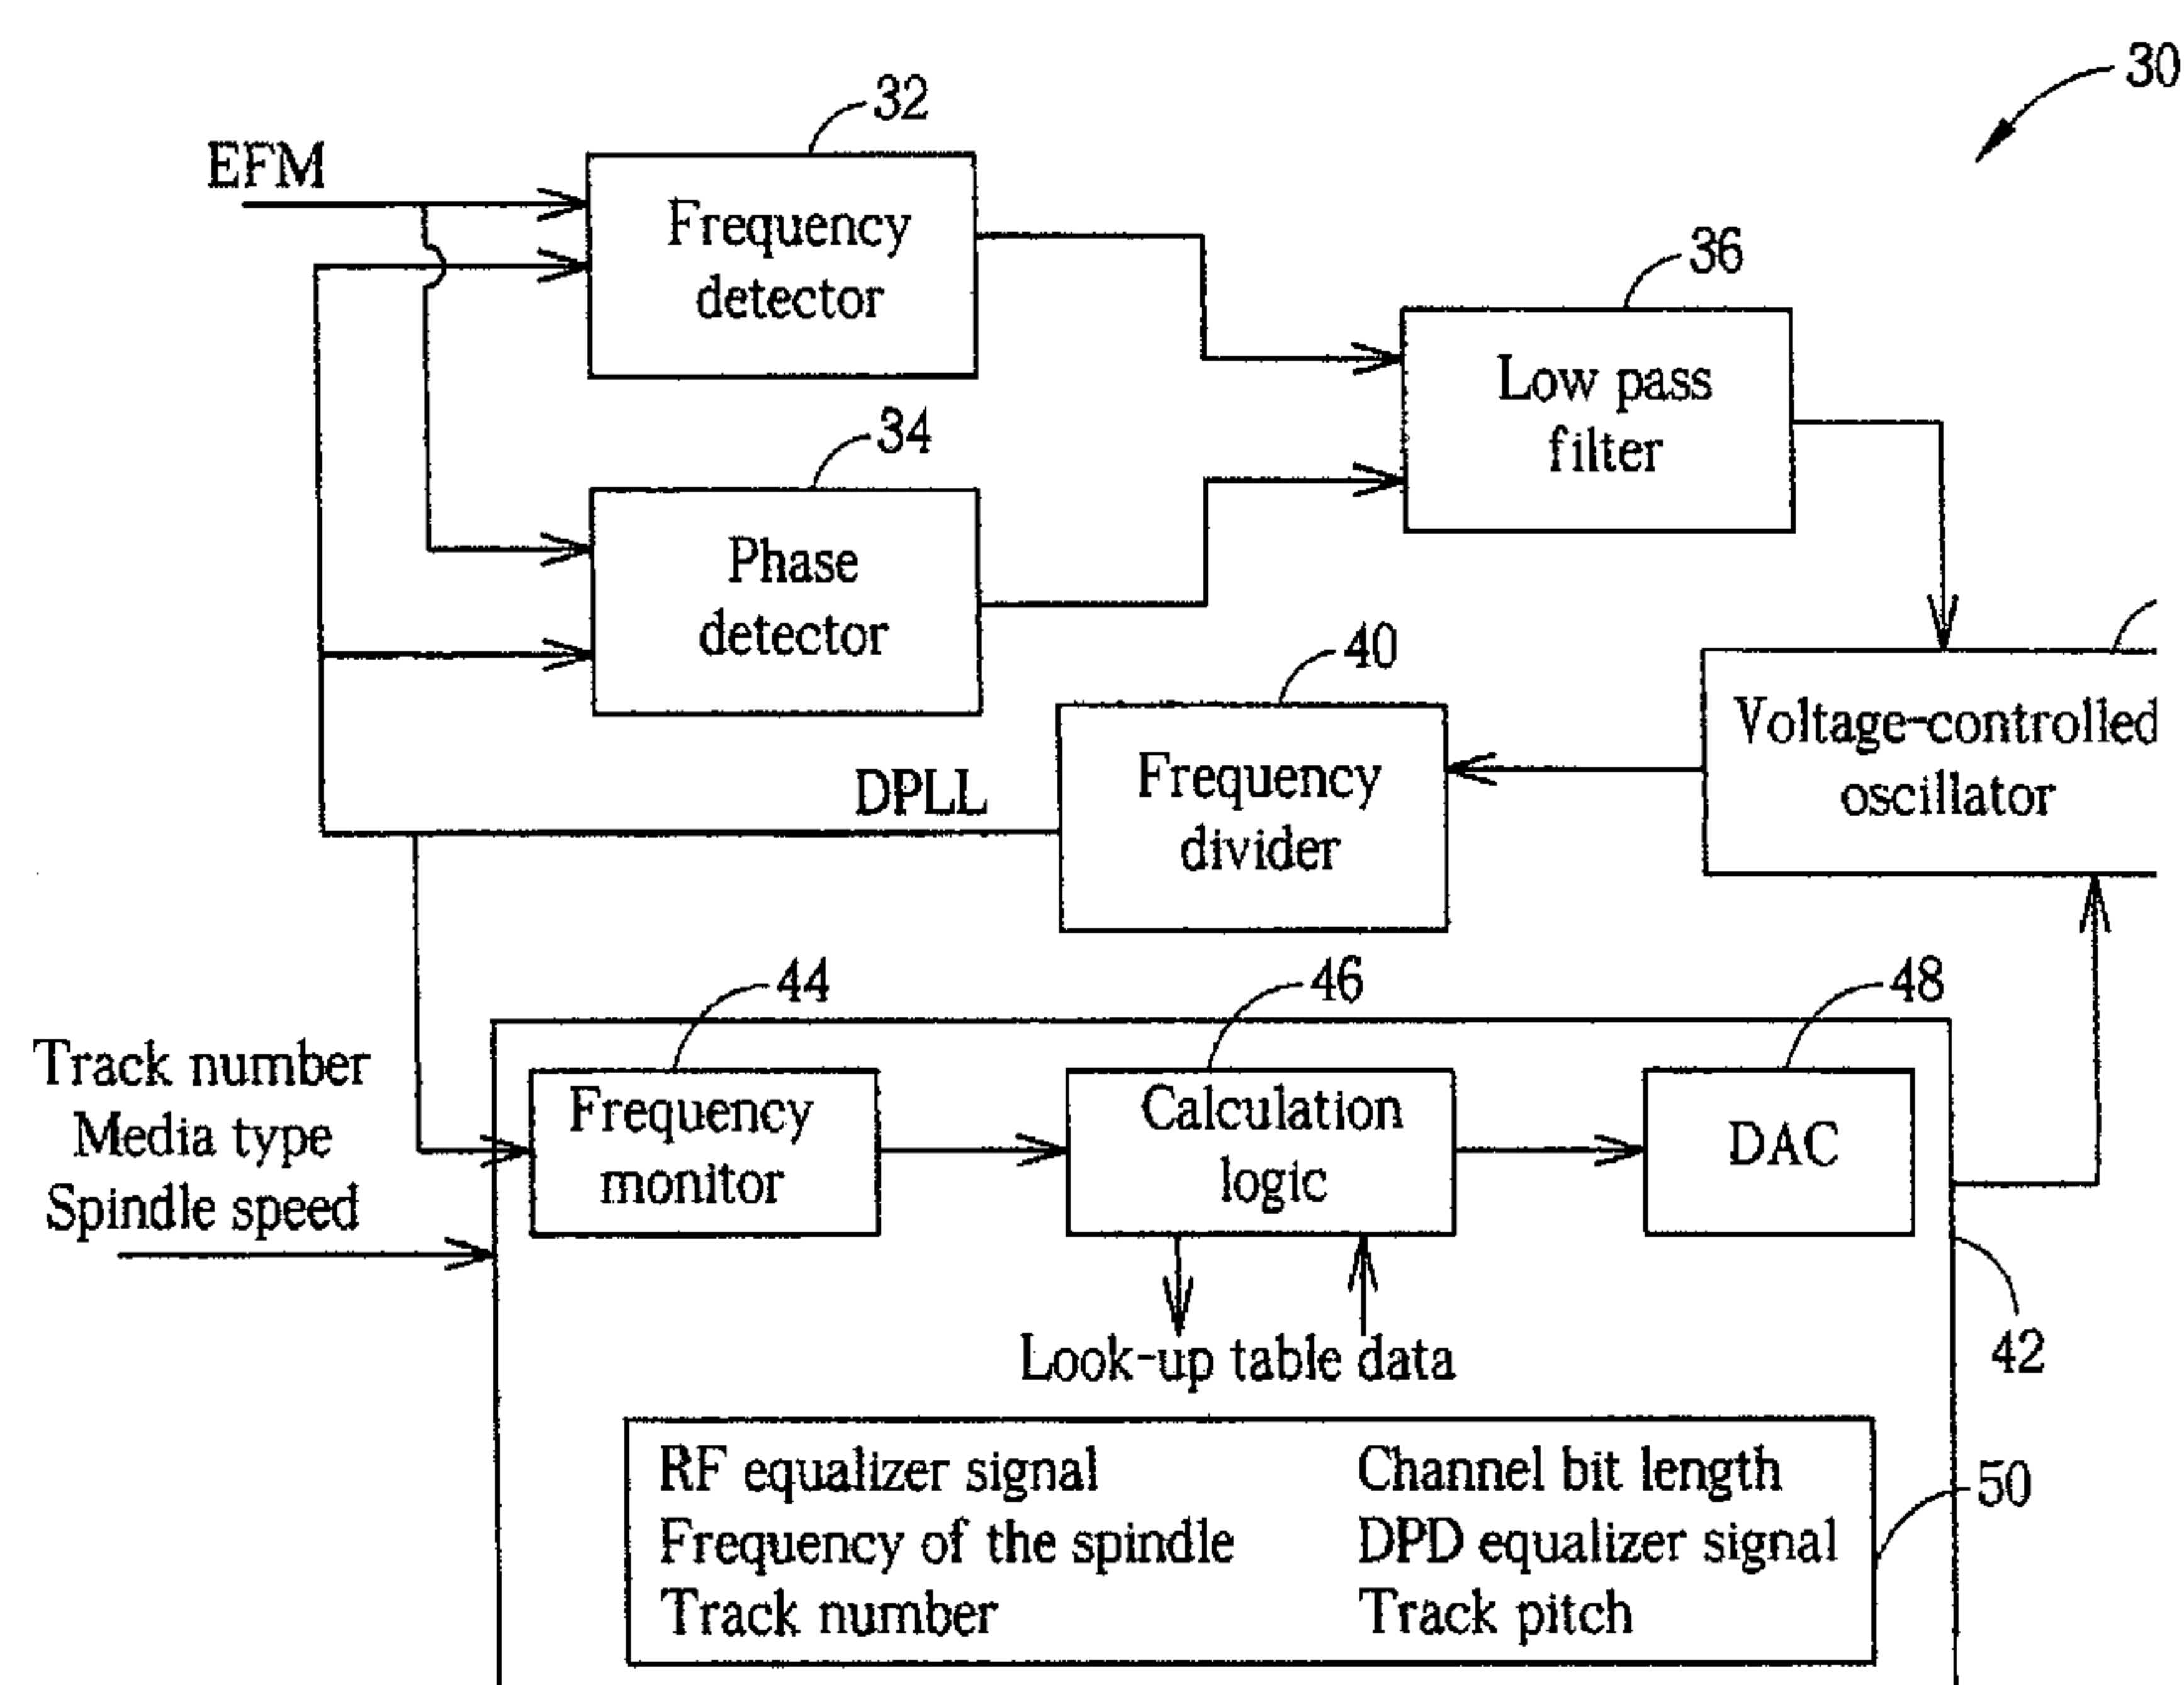 30
32
EFM
Frequency
detector
36
Low pass
filter
34
Phase
detector
40
Voltage-controlled
oscillator
Frequency
divider
DPLL
44
46
48
Track number
Media type
Spindle speed
Frequency
monitor
Calculation
logic
DAC
42
Look-up table data
RF equalizer signal
Frequency of the spindle
Track number
Channel bit length
DPD equalizer signal
Track pitch
50